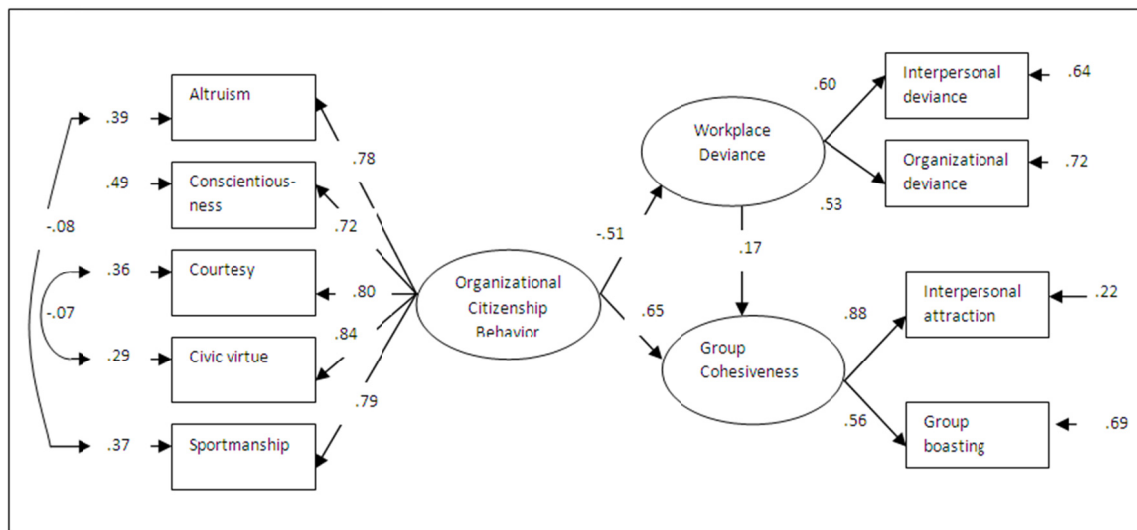 Altruism
.39
.78
Conscientious-
ness
.49
-.08
.72
Courtesy
.36
.80
-.07
.84
Civic virtue
.29
.79
Sportmanship
.37
Organizational
Citizenship
Behavior
-.51
.65
Workplace
Deviance
.17
Group
Cohesiveness
.60
.53
Interpersonal
deviance
.64
Organizational
deviance
.72
.88
.56
Interpersonal
attraction
.22
Group
boasting
.69